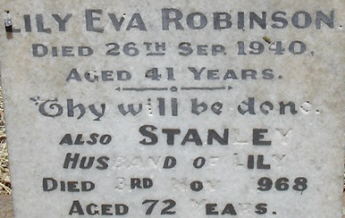 LILY EVA ROBINSON.
DIED 26TH SEP. 1940.
AGED 41 YEARS.
Thy will be done.
ALSO STANLEY
HUSBAND OF LILY
DIED 3RD 1968
AGED 72 YEARS.